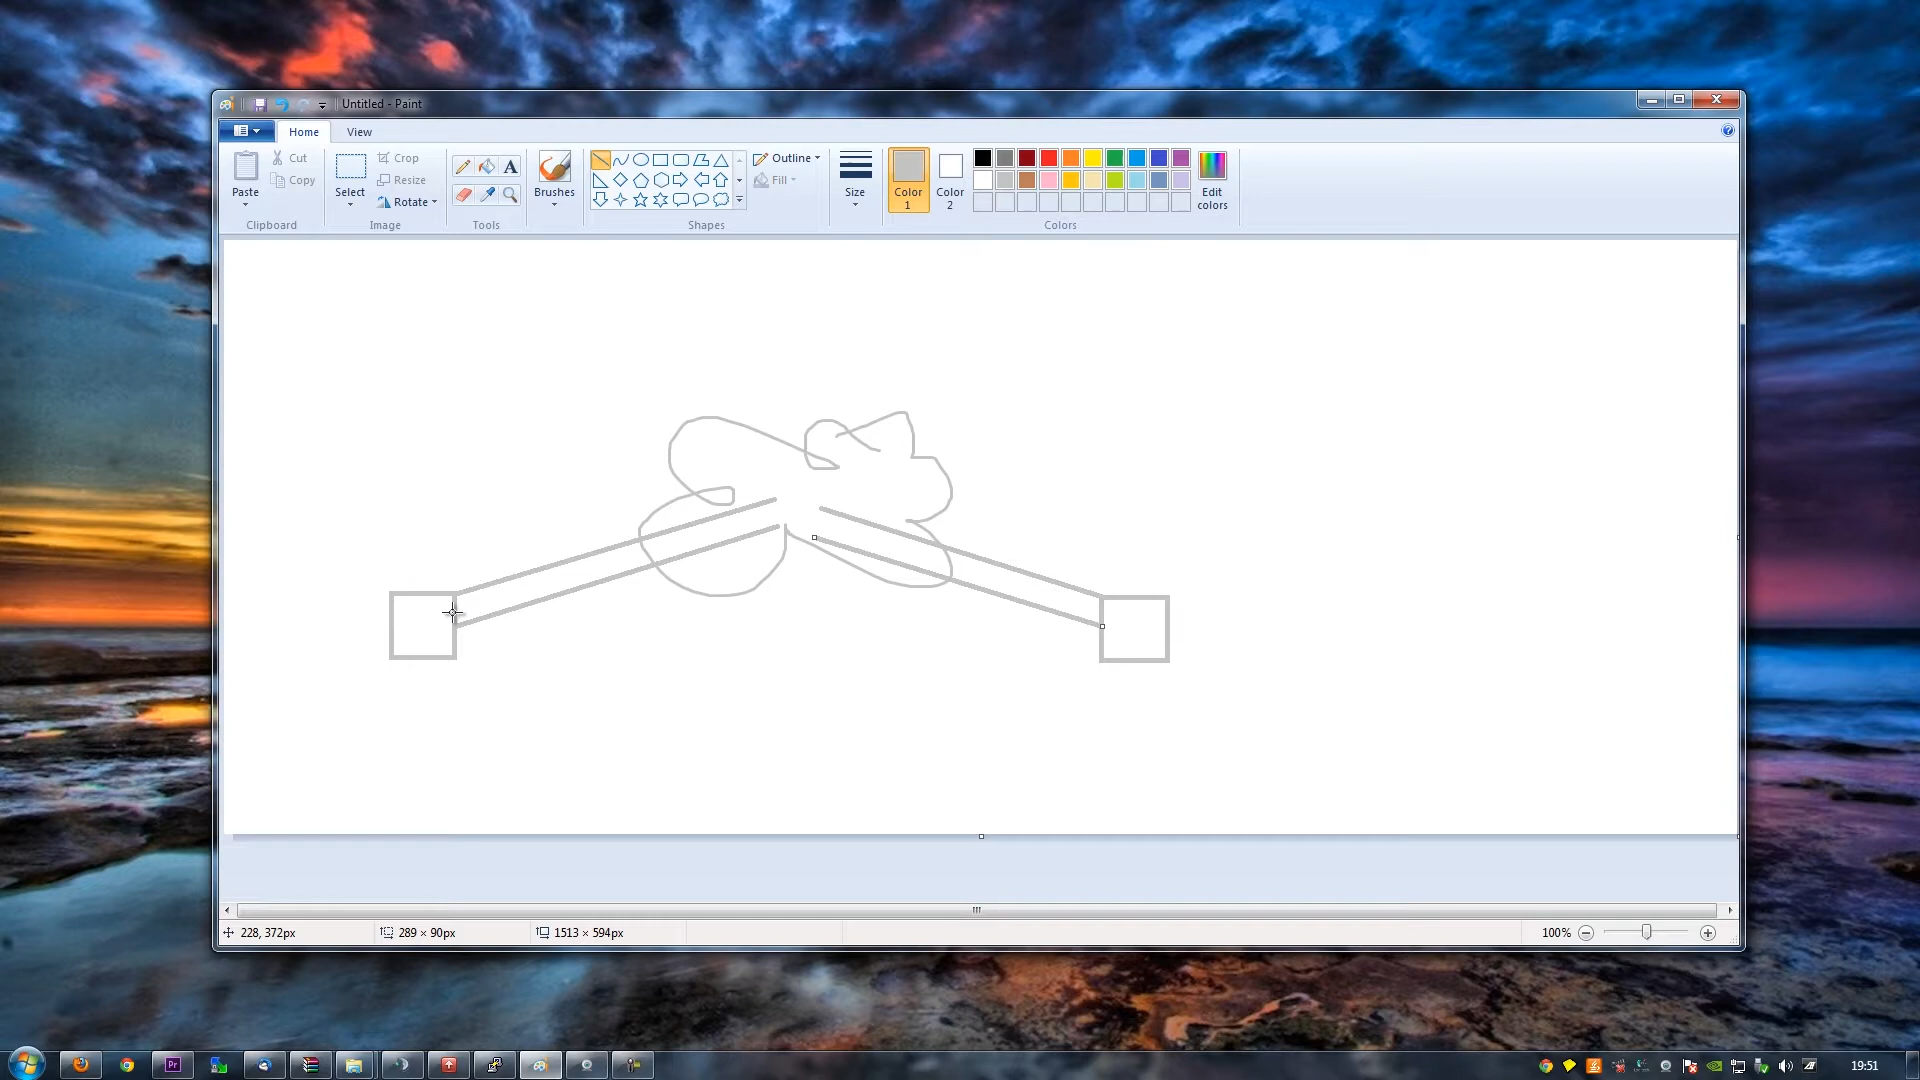 Untitled - Paint
Home View
Paste
Cut
Copy
Clipboard
Select
Crop
Resize
Rotate
Image
A
Tools
Brushes
Outline
Fill
Shapes
Size
Color 1
Color 2
Edit colors
Colors
228, 372px
289 × 90px
1513 × 594px
100%
Pr
19:51